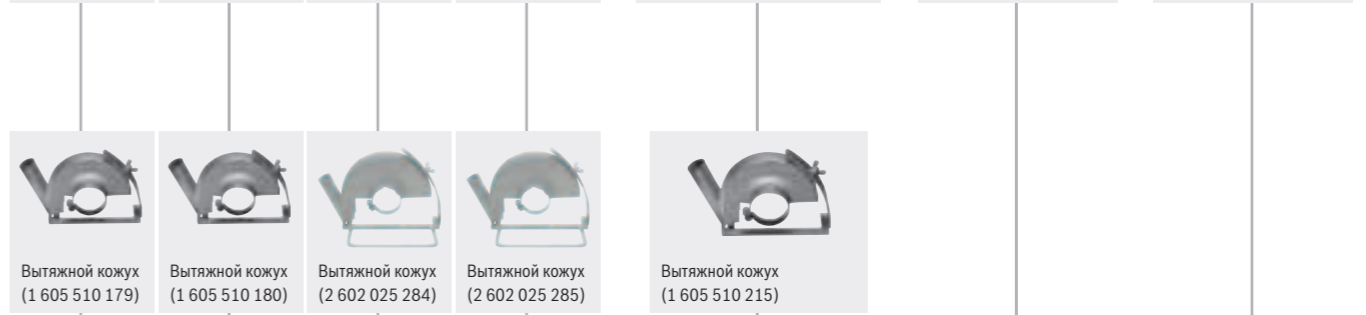 Вытяжной кожух
(1 605 510 179)
Вытяжной кожух
(1 605 510 180)
Вытяжной кожух
(2 602 025 284)
Вытяжной кожух
(2 602 025 285)
Вытяжной кожух
(1 605 510 215)